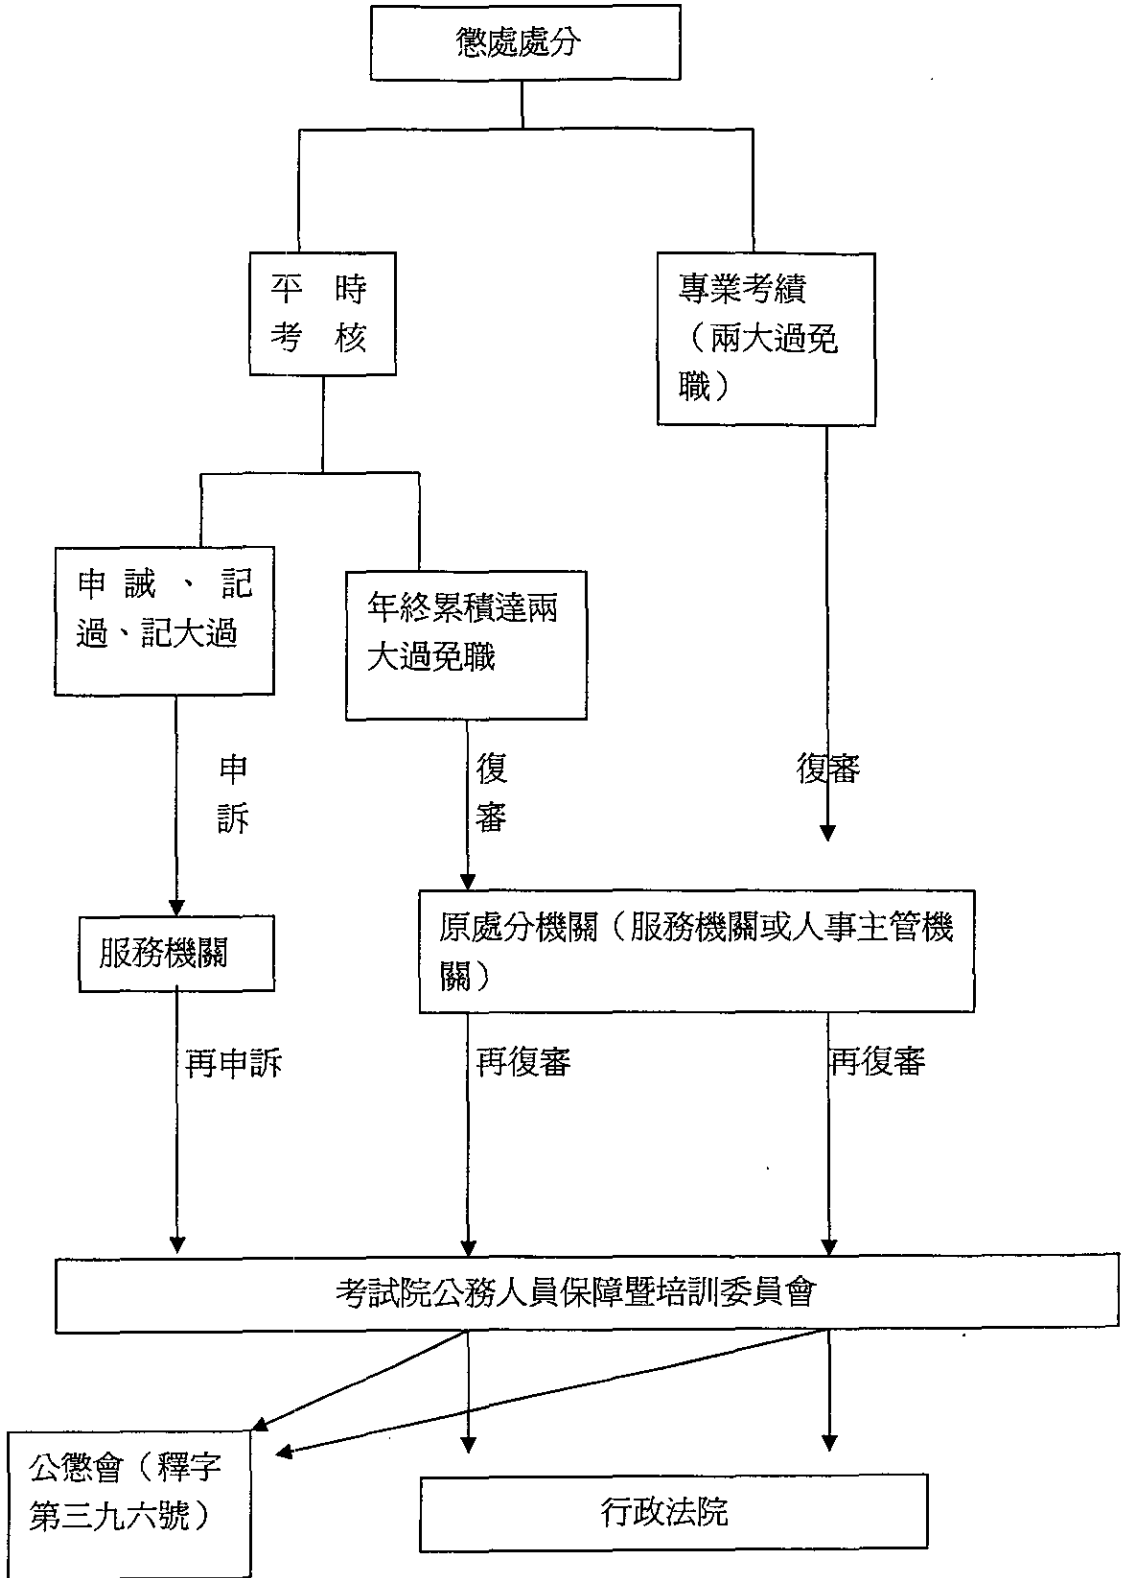 懲處處分
平時
考核
專業考績
（兩大過免
職）
申誡、記
過、記大過
年終累積達兩
大過免職
申
訴
復
審
復審
服務機關
原處分機關（服務機關或人事主管機
關）
再申訴
再復審
再復審
考試院公務人員保障暨培訓委員會
公懲會（釋字
第三九六號）
行政法院